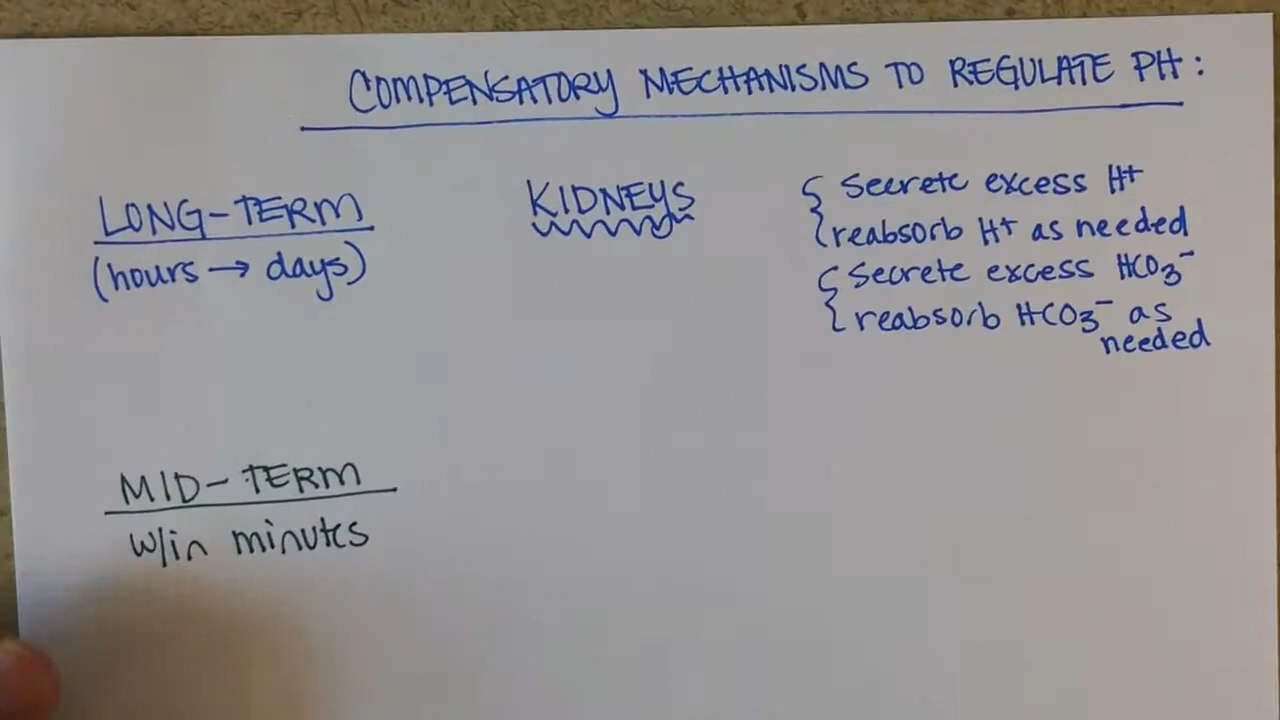 COMPENSATORY MECHANISMS TO REGULATE PH:
LONG-TERM
(hours → days)
KIDNEYS
{ secrete excess H+
reabsorb H+ as needed
{ secrete excess HCO3⁻
reabsorb HCO3⁻ as
needed
MID-TERM
w/in minutes